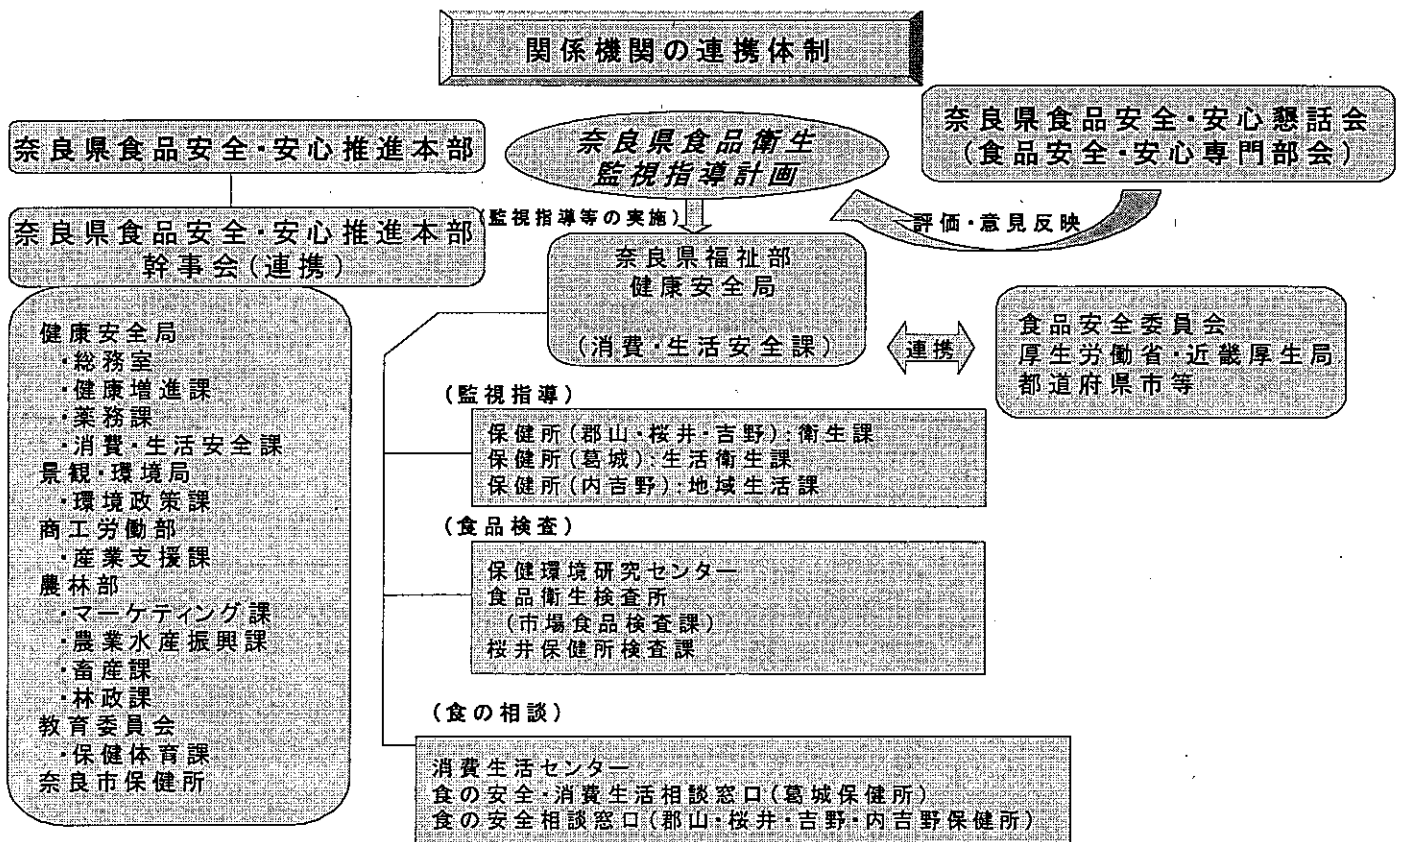 関係機関の連携体制
奈良県食品安全・安心推進本部
奈良県食品衛生
監視指導計画
奈良県食品安全・安心懇話会
(食品安全・安心専門部会)
(監視指導等の実施)
評価・意見反映
奈良県食品安全・安心推進本部
幹事会(連携)
奈良県福祉部
健康安全局
(消費・生活安全課)
連携
食品安全委員会
厚生労働省・近畿厚生局
都道府県市等
健康安全局
・総務室
・健康増進課
・薬務課
・消費・生活安全課
景観・環境局
・環境政策課
商工労働部
・産業支援課
農林部
・マーケティング課
・農業水産振興課
・畜産課
・林政課
教育委員会
・保健体育課
奈良市保健所
(監視指導)
保健所(郡山・桜井・吉野):衛生課
保健所(葛城):生活衛生課
保健所(内吉野):地域生活課
(食品検査)
保健環境研究センター
食品衛生検査所
(市場食品検査課)
桜井保健所検査課
(食の相談)
消費生活センター
食の安全・消費生活相談窓口(葛城保健所)
食の安全相談窓口(郡山・桜井・吉野・内吉野保健所)